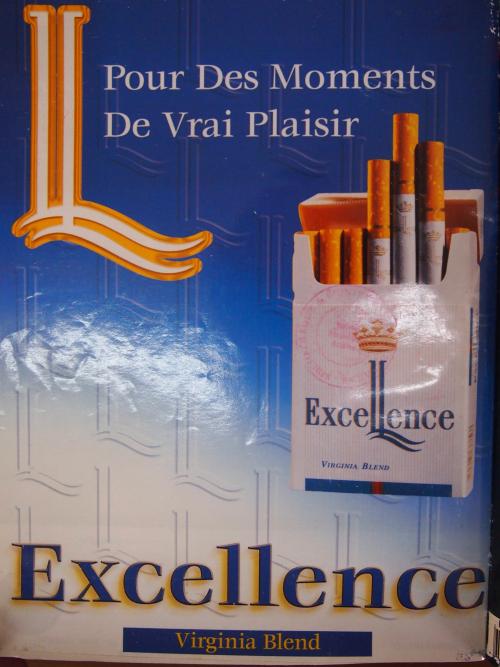 Pour Des Moments
De Vrai Plaisir
Excellence
Virginia Blend
Excellence
Virginia Blend